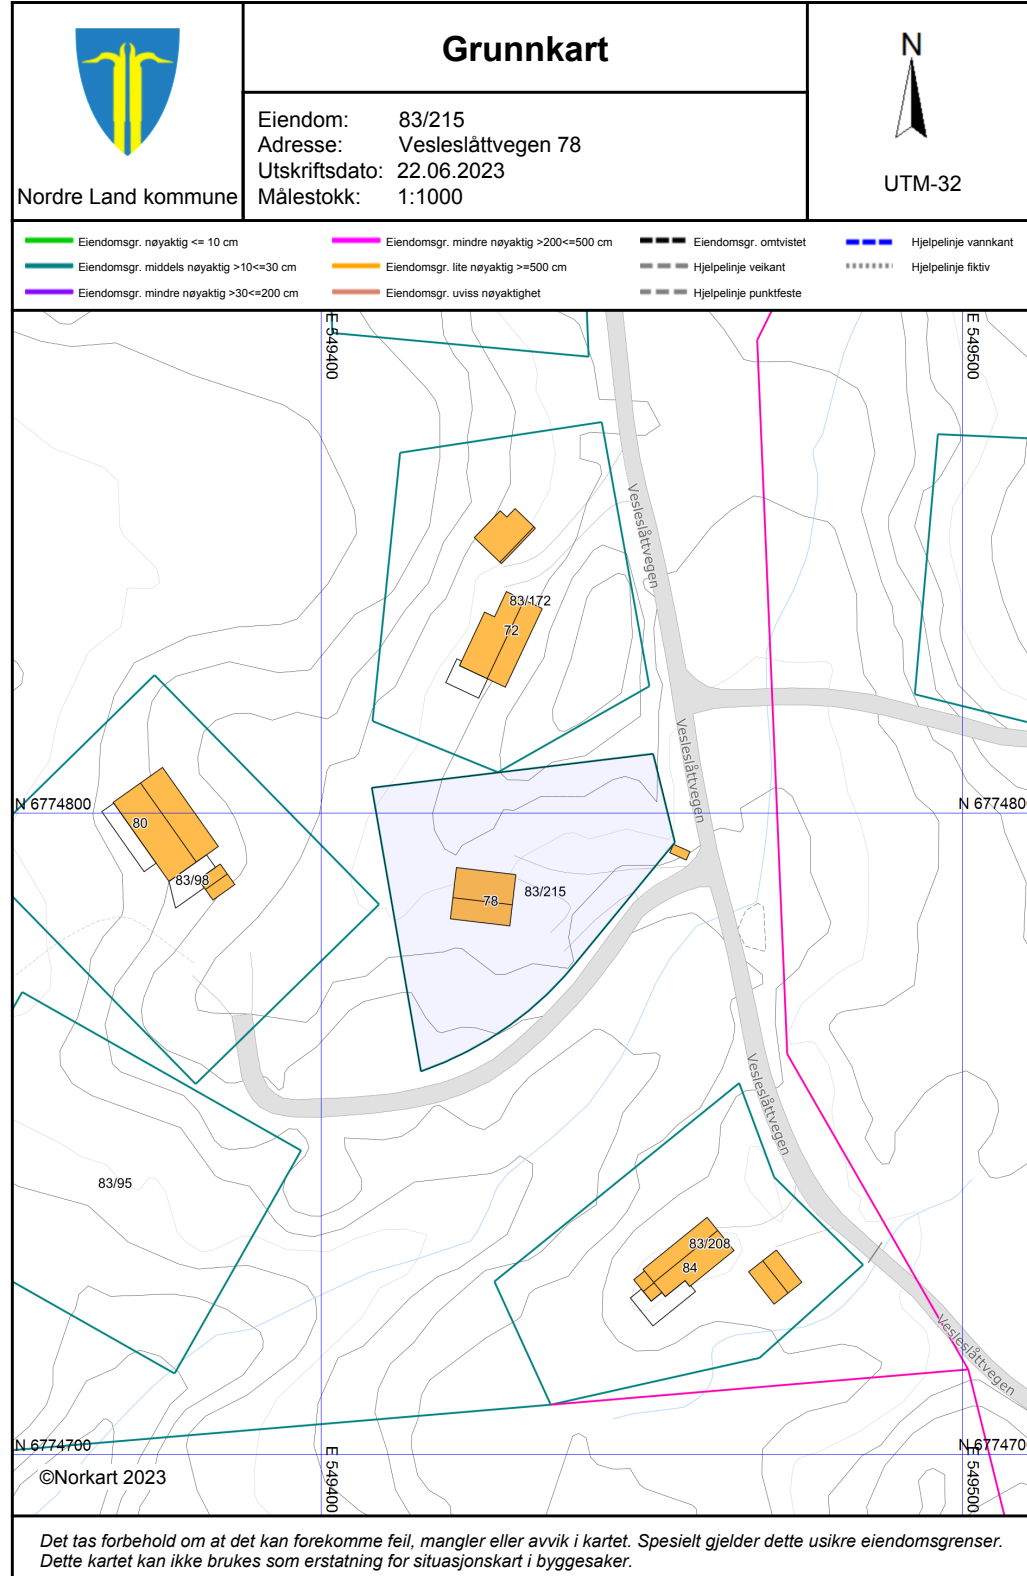 Grunnkart
N
Eiendom: 83/215
Adresse: Vesleslåttvegen 78
Utskriftsdato: 22.06.2023
Målestokk: 1:1000
Nordre Land kommune
UTM-32
Eiendomsgr. nøyaktig <= 10 cm
Eiendomsgr. mindre nøyaktig >200<=500 cm
Eiendomsgr. omtvistet
Hjelpelinje vannkant
Eiendomsgr. middels nøyaktig >10<=30 cm
Eiendomsgr. lite nøyaktig >=500 cm
Hjelpelinje veikant
Hjelpelinje fiktiv
Eiendomsgr. mindre nøyaktig >30<=200 cm
Eiendomsgr. uviss nøyaktighet
Hjelpelinje punktfeste
E 549400
E 549500
Vesleslåttvegen
83/172
72
Vesleslåttvegen
N 6774800
N 6774800
80
83/98
78
83/215
Vesleslåttvegen
83/95
83/208
84
Vesleslåttvegen
N 6774700
N 6774700
E 549400
E 549500
©Norkart 2023
Det tas forbehold om at det kan forekomme feil, mangler eller avvik i kartet. Spesielt gjelder dette usikre eiendomsgrenser.
Dette kartet kan ikke brukes som erstatning for situasjonskart i byggesaker.